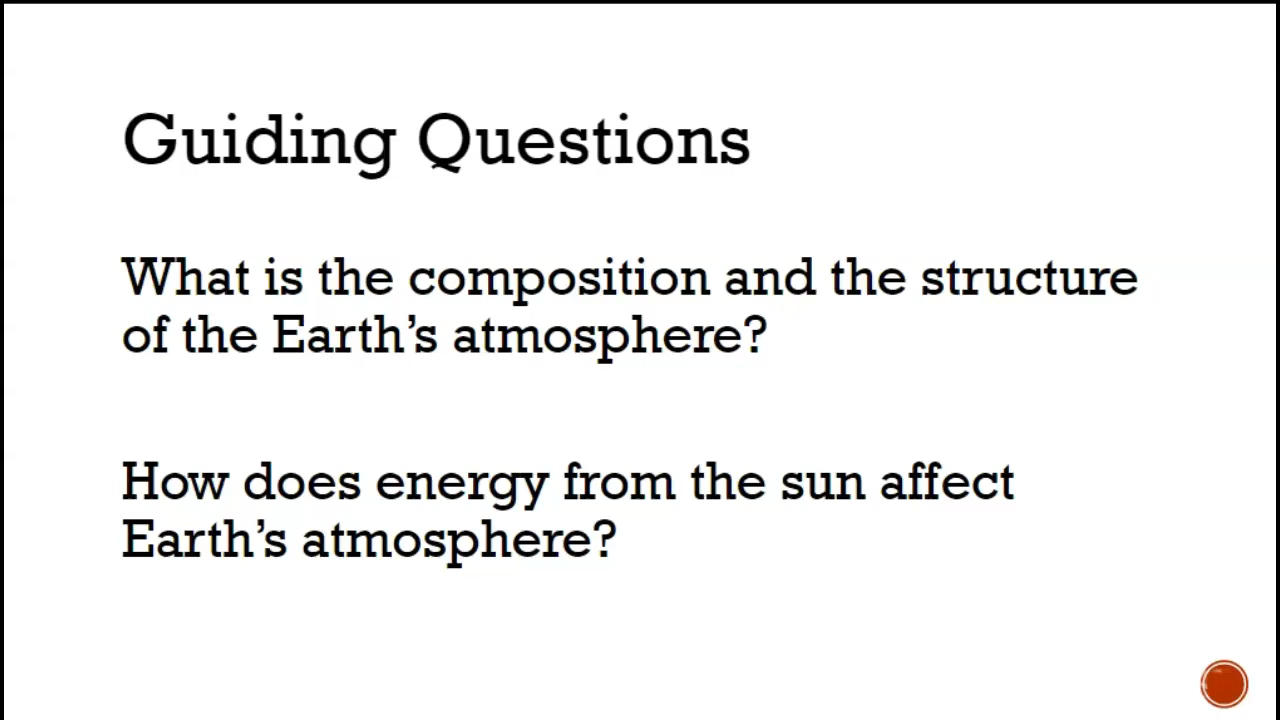 Guiding Questions
What is the composition and the structure
of the Earth’s atmosphere?
How does energy from the sun affect
Earth’s atmosphere?